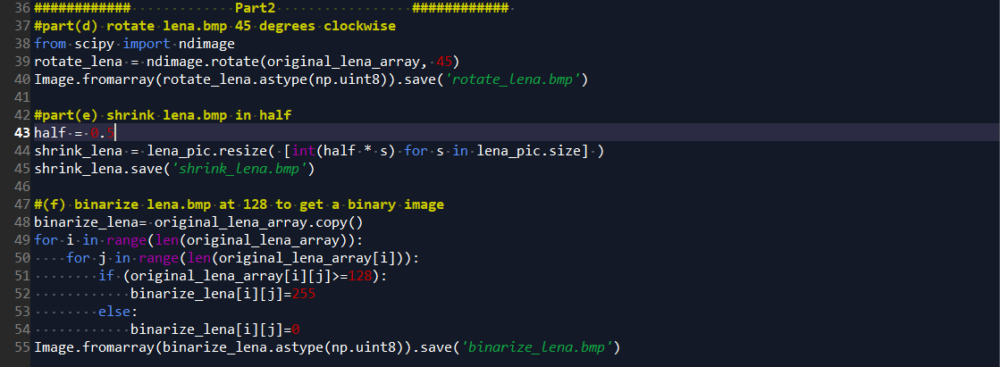 36 ############ Part2 ############
37 #part(d) rotate lena.bmp 45 degrees clockwise
38 from scipy import ndimage
39 rotate_lena = ndimage.rotate(original_lena_array, 45)
40 Image.fromarray(rotate_lena.astype(np.uint8)).save('rotate_lena.bmp')
41
42 #part(e) shrink lena.bmp in half
43 half = 0.5
44 shrink_lena = lena_pic.resize( [int(half * s) for s in lena_pic.size] )
45 shrink_lena.save('shrink_lena.bmp')
46
47 #(f) binarize lena.bmp at 128 to get a binary image
48 binarize_lena= original_lena_array.copy()
49 for i in range(len(original_lena_array)):
50     for j in range(len(original_lena_array[i])):
51         if (original_lena_array[i][j]>=128):
52             binarize_lena[i][j]=255
53         else:
54             binarize_lena[i][j]=0
55 Image.fromarray(binarize_lena.astype(np.uint8)).save('binarize_lena.bmp')